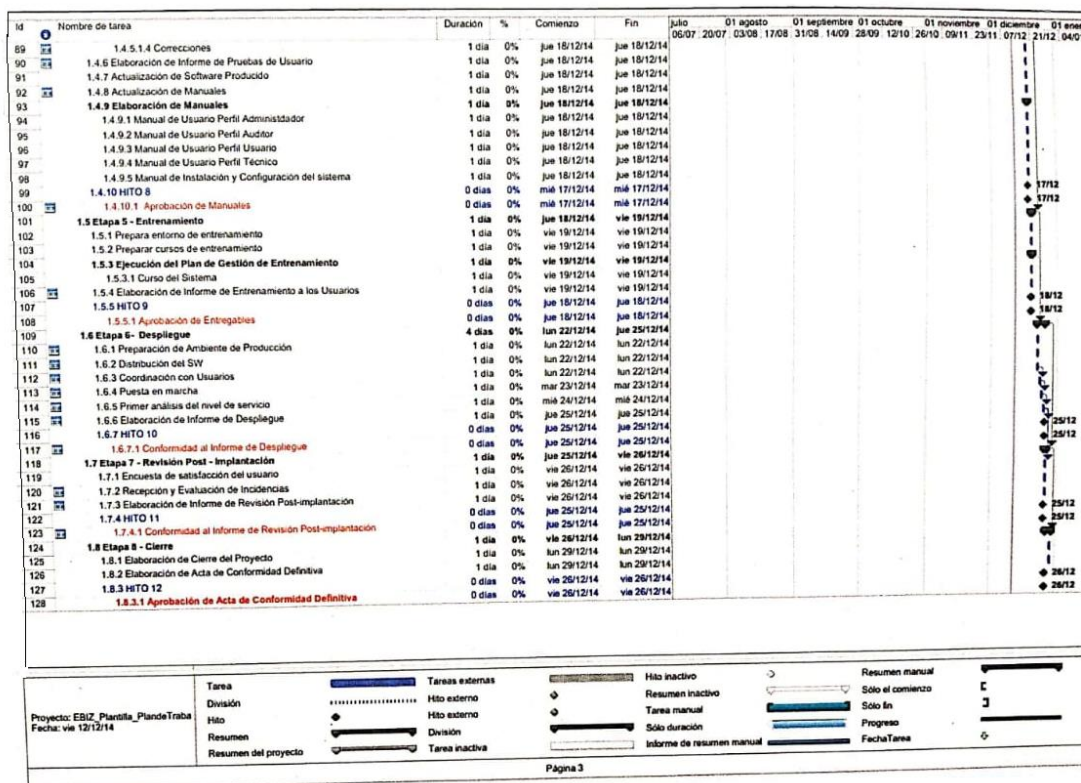 Id Nombre de tarea Duración % Comienzo Fin julio 01 agosto 01 septiembre 01 octubre 01 noviembre 01 diciembre 01 ener
06/07 20/07 03/08 17/08 31/08 14/09 28/09 12/10 26/10 09/11 23/11 07/12 21/12 04/01
89 1.4.5.1.4 Correcciones 1 día 0% jue 18/12/14 jue 18/12/14
90 1.4.6 Elaboración de Informe de Pruebas de Usuario 1 día 0% jue 18/12/14 jue 18/12/14
91 1.4.7 Actualización de Software Producido 1 día 0% jue 18/12/14 jue 18/12/14
92 1.4.8 Actualización de Manuales 1 día 0% jue 18/12/14 jue 18/12/14
93 1.4.9 Elaboración de Manuales 1 día 0% jue 18/12/14 jue 18/12/14
94 1.4.9.1 Manual de Usuario Perfil Administdador 1 día 0% jue 18/12/14 jue 18/12/14
95 1.4.9.2 Manual de Usuario Perfil Auditor 1 día 0% jue 18/12/14 jue 18/12/14
96 1.4.9.3 Manual de Usuario Perfil Usuario 1 día 0% jue 18/12/14 jue 18/12/14
97 1.4.9.4 Manual de Usuario Perfil Técnico 1 día 0% jue 18/12/14 jue 18/12/14
98 1.4.9.5 Manual de Instalación y Configuración del sistema 1 día 0% jue 18/12/14 jue 18/12/14
99 1.4.10 HITO 8 0 días 0% mié 17/12/14 mié 17/12/14 17/12
100 1.4.10.1 Aprobación de Manuales 0 días 0% mié 17/12/14 mié 17/12/14 17/12
101 1.5 Etapa 5 - Entrenamiento 1 día 0% jue 18/12/14 vie 19/12/14
102 1.5.1 Prepara entorno de entrenamiento 1 día 0% vie 19/12/14 vie 19/12/14
103 1.5.2 Preparar cursos de entrenamiento 1 día 0% vie 19/12/14 vie 19/12/14
104 1.5.3 Ejecución del Plan de Gestión de Entrenamiento 1 día 0% vie 19/12/14 vie 19/12/14
105 1.5.3.1 Curso del Sistema 1 día 0% vie 19/12/14 vie 19/12/14
106 1.5.4 Elaboración de Informe de Entrenamiento a los Usuarios 1 día 0% vie 19/12/14 vie 19/12/14
107 1.5.5 HITO 9 0 días 0% jue 18/12/14 jue 18/12/14 18/12
108 1.5.5.1 Aprobación de Entregables 0 días 0% jue 18/12/14 jue 18/12/14 18/12
109 1.6 Etapa 6- Despliegue 4 días 0% lun 22/12/14 jue 25/12/14
110 1.6.1 Preparación de Ambiente de Producción 1 día 0% lun 22/12/14 lun 22/12/14
111 1.6.2 Distribución del SW 1 día 0% lun 22/12/14 lun 22/12/14
112 1.6.3 Coordinación con Usuarios 1 día 0% lun 22/12/14 lun 22/12/14
113 1.6.4 Puesta en marcha 1 día 0% mar 23/12/14 mar 23/12/14
114 1.6.5 Primer análisis del nivel de servicio 1 día 0% mié 24/12/14 mié 24/12/14
115 1.6.6 Elaboración de Informe de Despliegue 1 día 0% jue 25/12/14 jue 25/12/14
116 1.6.7 HITO 10 0 días 0% jue 25/12/14 jue 25/12/14 25/12
117 1.6.7.1 Conformidad al Informe de Despliegue 0 días 0% jue 25/12/14 jue 25/12/14 25/12
118 1.7 Etapa 7 - Revisión Post - Implantación 1 día 0% jue 25/12/14 vie 26/12/14
119 1.7.1 Encuesta de satisfacción del usuario 1 día 0% vie 26/12/14 vie 26/12/14
120 1.7.2 Recepción y Evaluación de Incidencias 1 día 0% vie 26/12/14 vie 26/12/14
121 1.7.3 Elaboración de Informe de Revisión Post-implantación 1 día 0% vie 26/12/14 vie 26/12/14
122 1.7.4 HITO 11 0 días 0% jue 25/12/14 jue 25/12/14 25/12
123 1.7.4.1 Conformidad al Informe de Revisión Post-implantación 0 días 0% jue 25/12/14 jue 25/12/14 25/12
124 1.8 Etapa 8 - Cierre 1 día 0% vie 26/12/14 lun 29/12/14
125 1.8.1 Elaboración de Cierre del Proyecto 1 día 0% lun 29/12/14 lun 29/12/14
126 1.8.2 Elaboración de Acta de Conformidad Definitiva 1 día 0% lun 29/12/14 lun 29/12/14
127 1.8.3 HITO 12 0 días 0% vie 26/12/14 vie 26/12/14 26/12
128 1.8.3.1 Aprobación de Acta de Conformidad Definitiva 0 días 0% vie 26/12/14 vie 26/12/14 26/12
Proyecto: EBIZ_Plantilla_PlandeTraba
Fecha: vie 12/12/14
Tarea Tareas externas Hito inactivo Resumen manual
División Hito externo Resumen inactivo Sólo el comienzo
Hito Hito externo Tarea manual Sólo fin
Resumen División Sólo duración Progreso
Resumen del proyecto Tarea inactiva Informe de resumen manual FechaTarea
Página 3